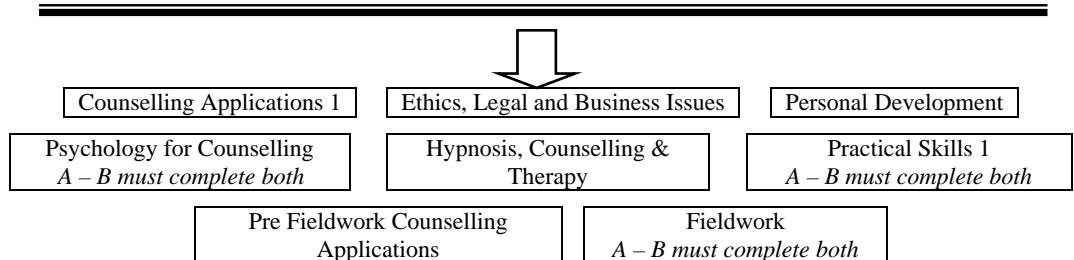 Counselling Applications 1
Ethics, Legal and Business Issues
Personal Development
Psychology for Counselling
A – B must complete both
Hypnosis, Counselling &
Therapy
Practical Skills 1
A – B must complete both
Pre Fieldwork Counselling
Applications
Fieldwork
A – B must complete both